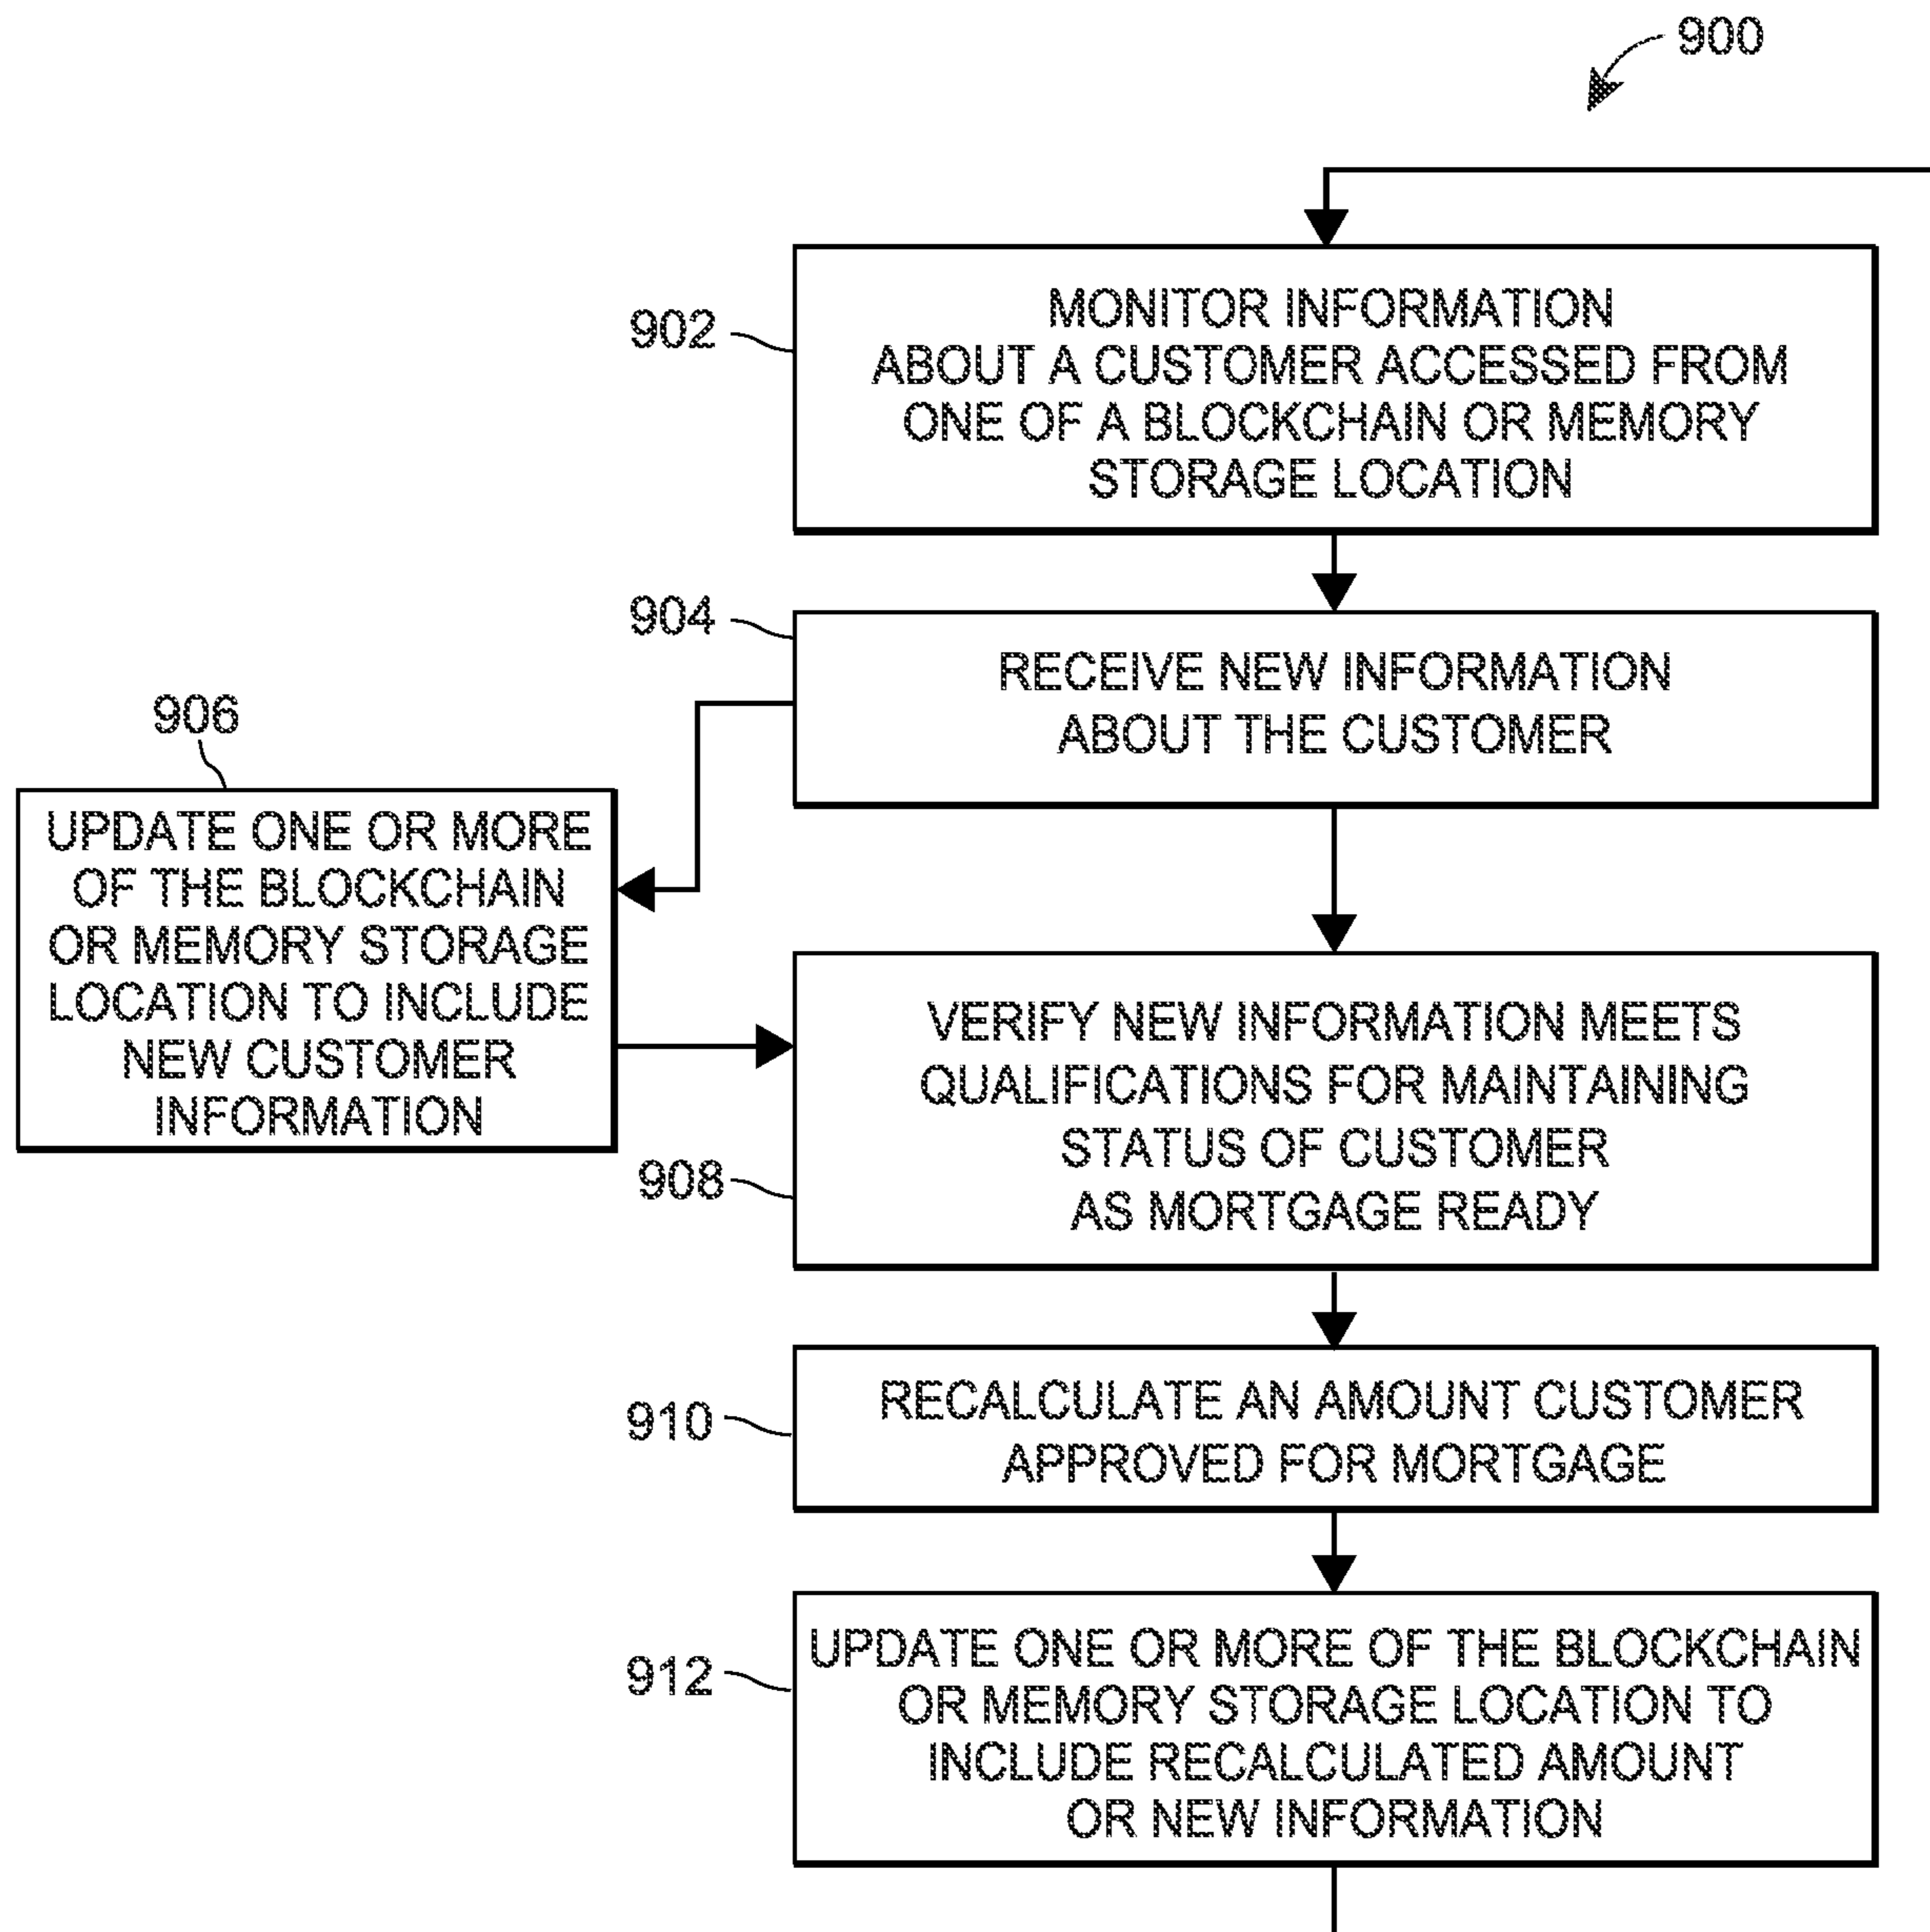 900
902
MONITOR INFORMATION
ABOUT A CUSTOMER ACCESSED FROM
ONE OF A BLOCKCHAIN OR MEMORY
STORAGE LOCATION
904
RECEIVE NEW INFORMATION
ABOUT THE CUSTOMER
906
UPDATE ONE OR MORE
OF THE BLOCKCHAIN
OR MEMORY STORAGE
LOCATION TO INCLUDE
NEW CUSTOMER
INFORMATION
908
VERIFY NEW INFORMATION MEETS
QUALIFICATIONS FOR MAINTAINING
STATUS OF CUSTOMER
AS MORTGAGE READY
910
RECALCULATE AN AMOUNT CUSTOMER
APPROVED FOR MORTGAGE
912
UPDATE ONE OR MORE OF THE BLOCKCHAIN
OR MEMORY STORAGE LOCATION TO
INCLUDE RECALCULATED AMOUNT
OR NEW INFORMATION